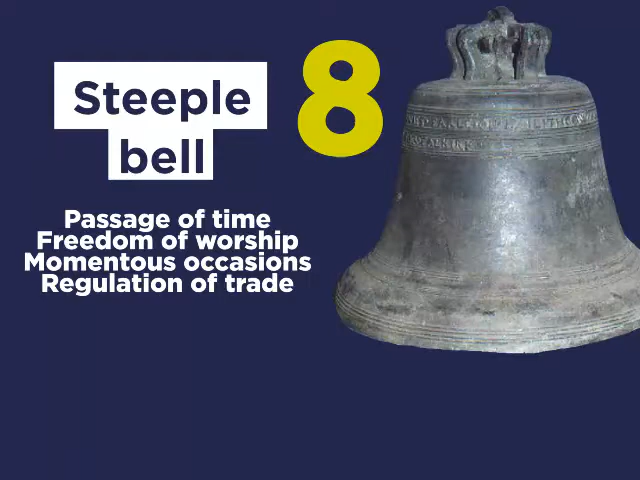 Steeple
bell
8
Passage of time
Freedom of worship
Momentous occasions
Regulation of trade